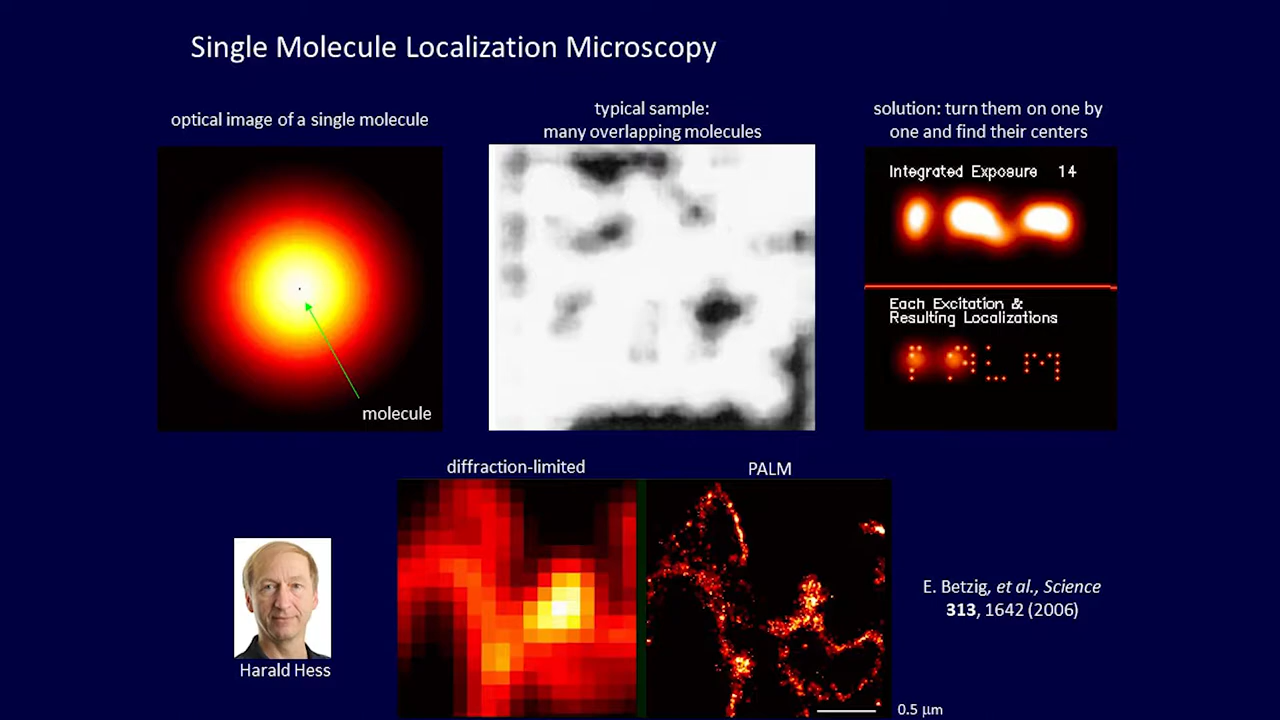 Single Molecule Localization Microscopy
optical image of a single molecule
typical sample:
many overlapping molecules
solution: turn them on one by
one and find their centers
molecule
Integrated Exposure 14
Each Excitation &
Resulting Localizations
diffraction-limited
PALM
Harald Hess
E. Betzig, et al., Science
313, 1642 (2006)
0.5 μm